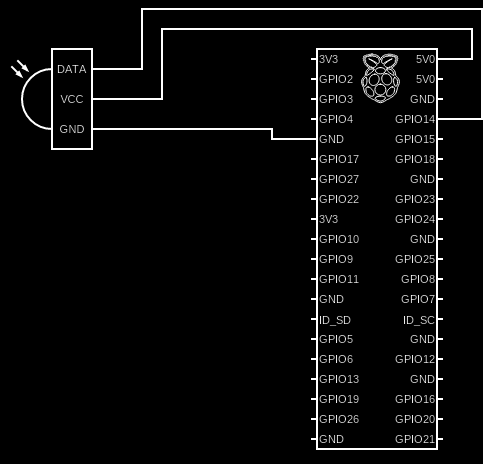 DATA
VCC
GND
3V3 5V0
GPIO2 5V0
GPIO3 GND
GPIO4 GPIO14
GND GPIO15
GPIO17 GPIO18
GPIO27 GND
GPIO22 GPIO23
3V3 GPIO24
GPIO10 GND
GPIO9 GPIO25
GPIO11 GPIO8
GND GPIO7
ID_SD ID_SC
GPIO5 GND
GPIO6 GPIO12
GPIO13 GND
GPIO19 GPIO16
GPIO26 GPIO20
GND GPIO21